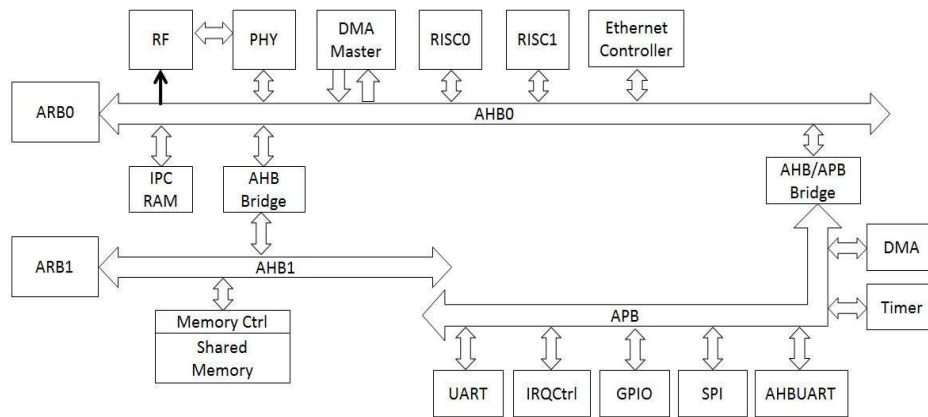 RF
PHY
DMA
Master
RISC0
RISC1
Ethernet
Controller
ARB0
AHB0
IPC
RAM
AHB
Bridge
AHB/APB
Bridge
ARB1
AHB1
DMA
Memory Ctrl
Shared
Memory
APB
Timer
UART
IRQCtrl
GPIO
SPI
AHBUART